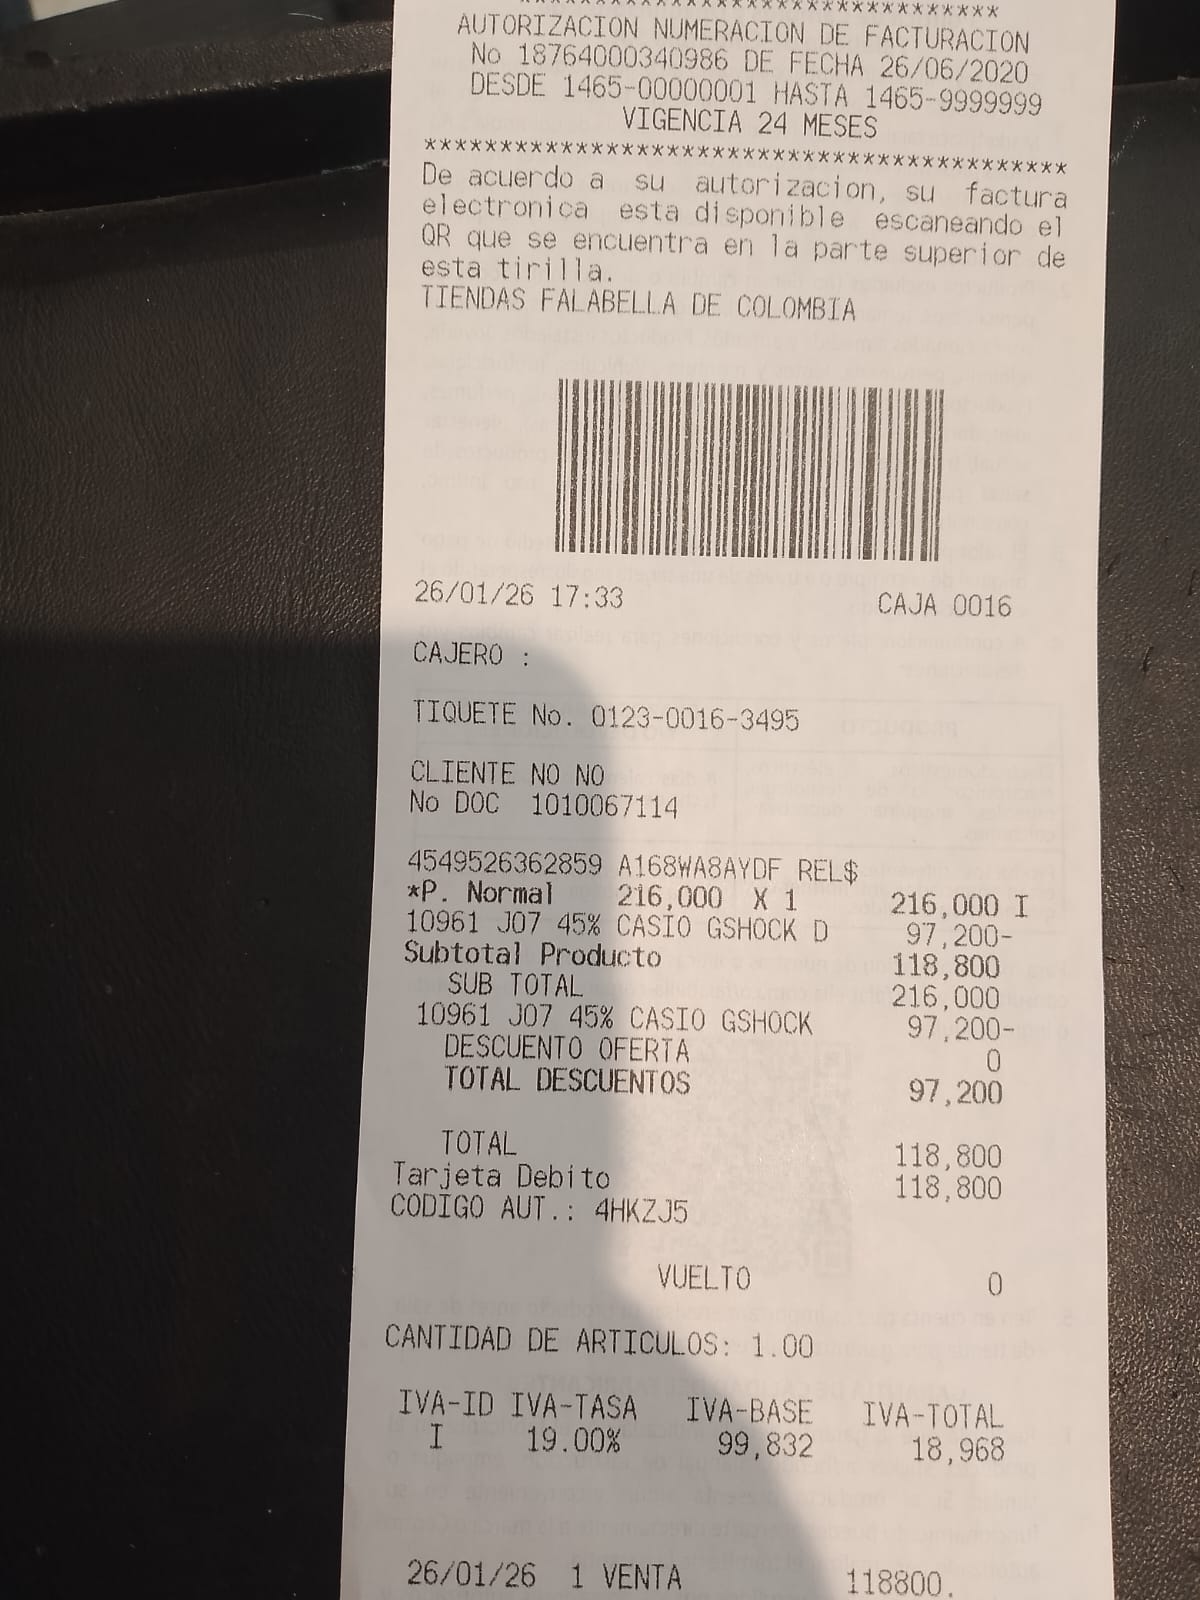 AUTORIZACION NUMERACION DE FACTURACION
No 18764000340986 DE FECHA 26/06/2020
DESDE 1465-00000001 HASTA 1465-9999999
VIGENCIA 24 MESES
*******************************************
De acuerdo a su autorizacion, su factura
electronica esta disponible escaneando el
QR que se encuentra en la parte superior de
esta tirilla.
TIENDAS FALABELLA DE COLOMBIA
26/01/26 17:33 CAJA 0016
CAJERO :
TIQUETE No. 0123-0016-3495
CLIENTE NO NO
No DOC 1010067114
4549526362859 A168WA8AYDF REL$
*P. Normal 216,000 X 1 216,000 I
10961 J07 45% CASIO GSHOCK D 97,200-
Subtotal Producto 118,800
SUB TOTAL 216,000
10961 J07 45% CASIO GSHOCK 97,200-
DESCUENTO OFERTA 0
TOTAL DESCUENTOS 97,200
TOTAL 118,800
Tarjeta Debito 118,800
CODIGO AUT.: 4HKZJ5
VUELTO 0
CANTIDAD DE ARTICULOS: 1.00
IVA-ID IVA-TASA IVA-BASE IVA-TOTAL
I 19.00% 99,832 18,968
26/01/26 1 VENTA 118800.